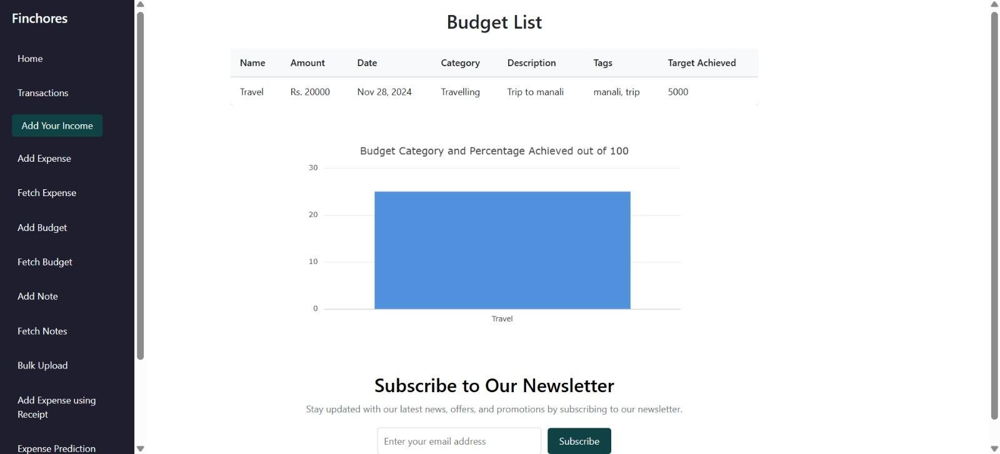 Finchores
Home
Transactions
Add Your Income
Add Expense
Fetch Expense
Add Budget
Fetch Budget
Add Note
Fetch Notes
Bulk Upload
Add Expense using
Receipt
Expense Prediction
Budget List
Name Amount Date Category Description Tags Target Achieved
Travel Rs. 20000 Nov 28, 2024 Travelling Trip to manali manali, trip 5000
Budget Category and Percentage Achieved out of 100
30
20
10
0
Travel
Subscribe to Our Newsletter
Stay updated with our latest news, offers, and promotions by subscribing to our newsletter.
Enter your email address Subscribe